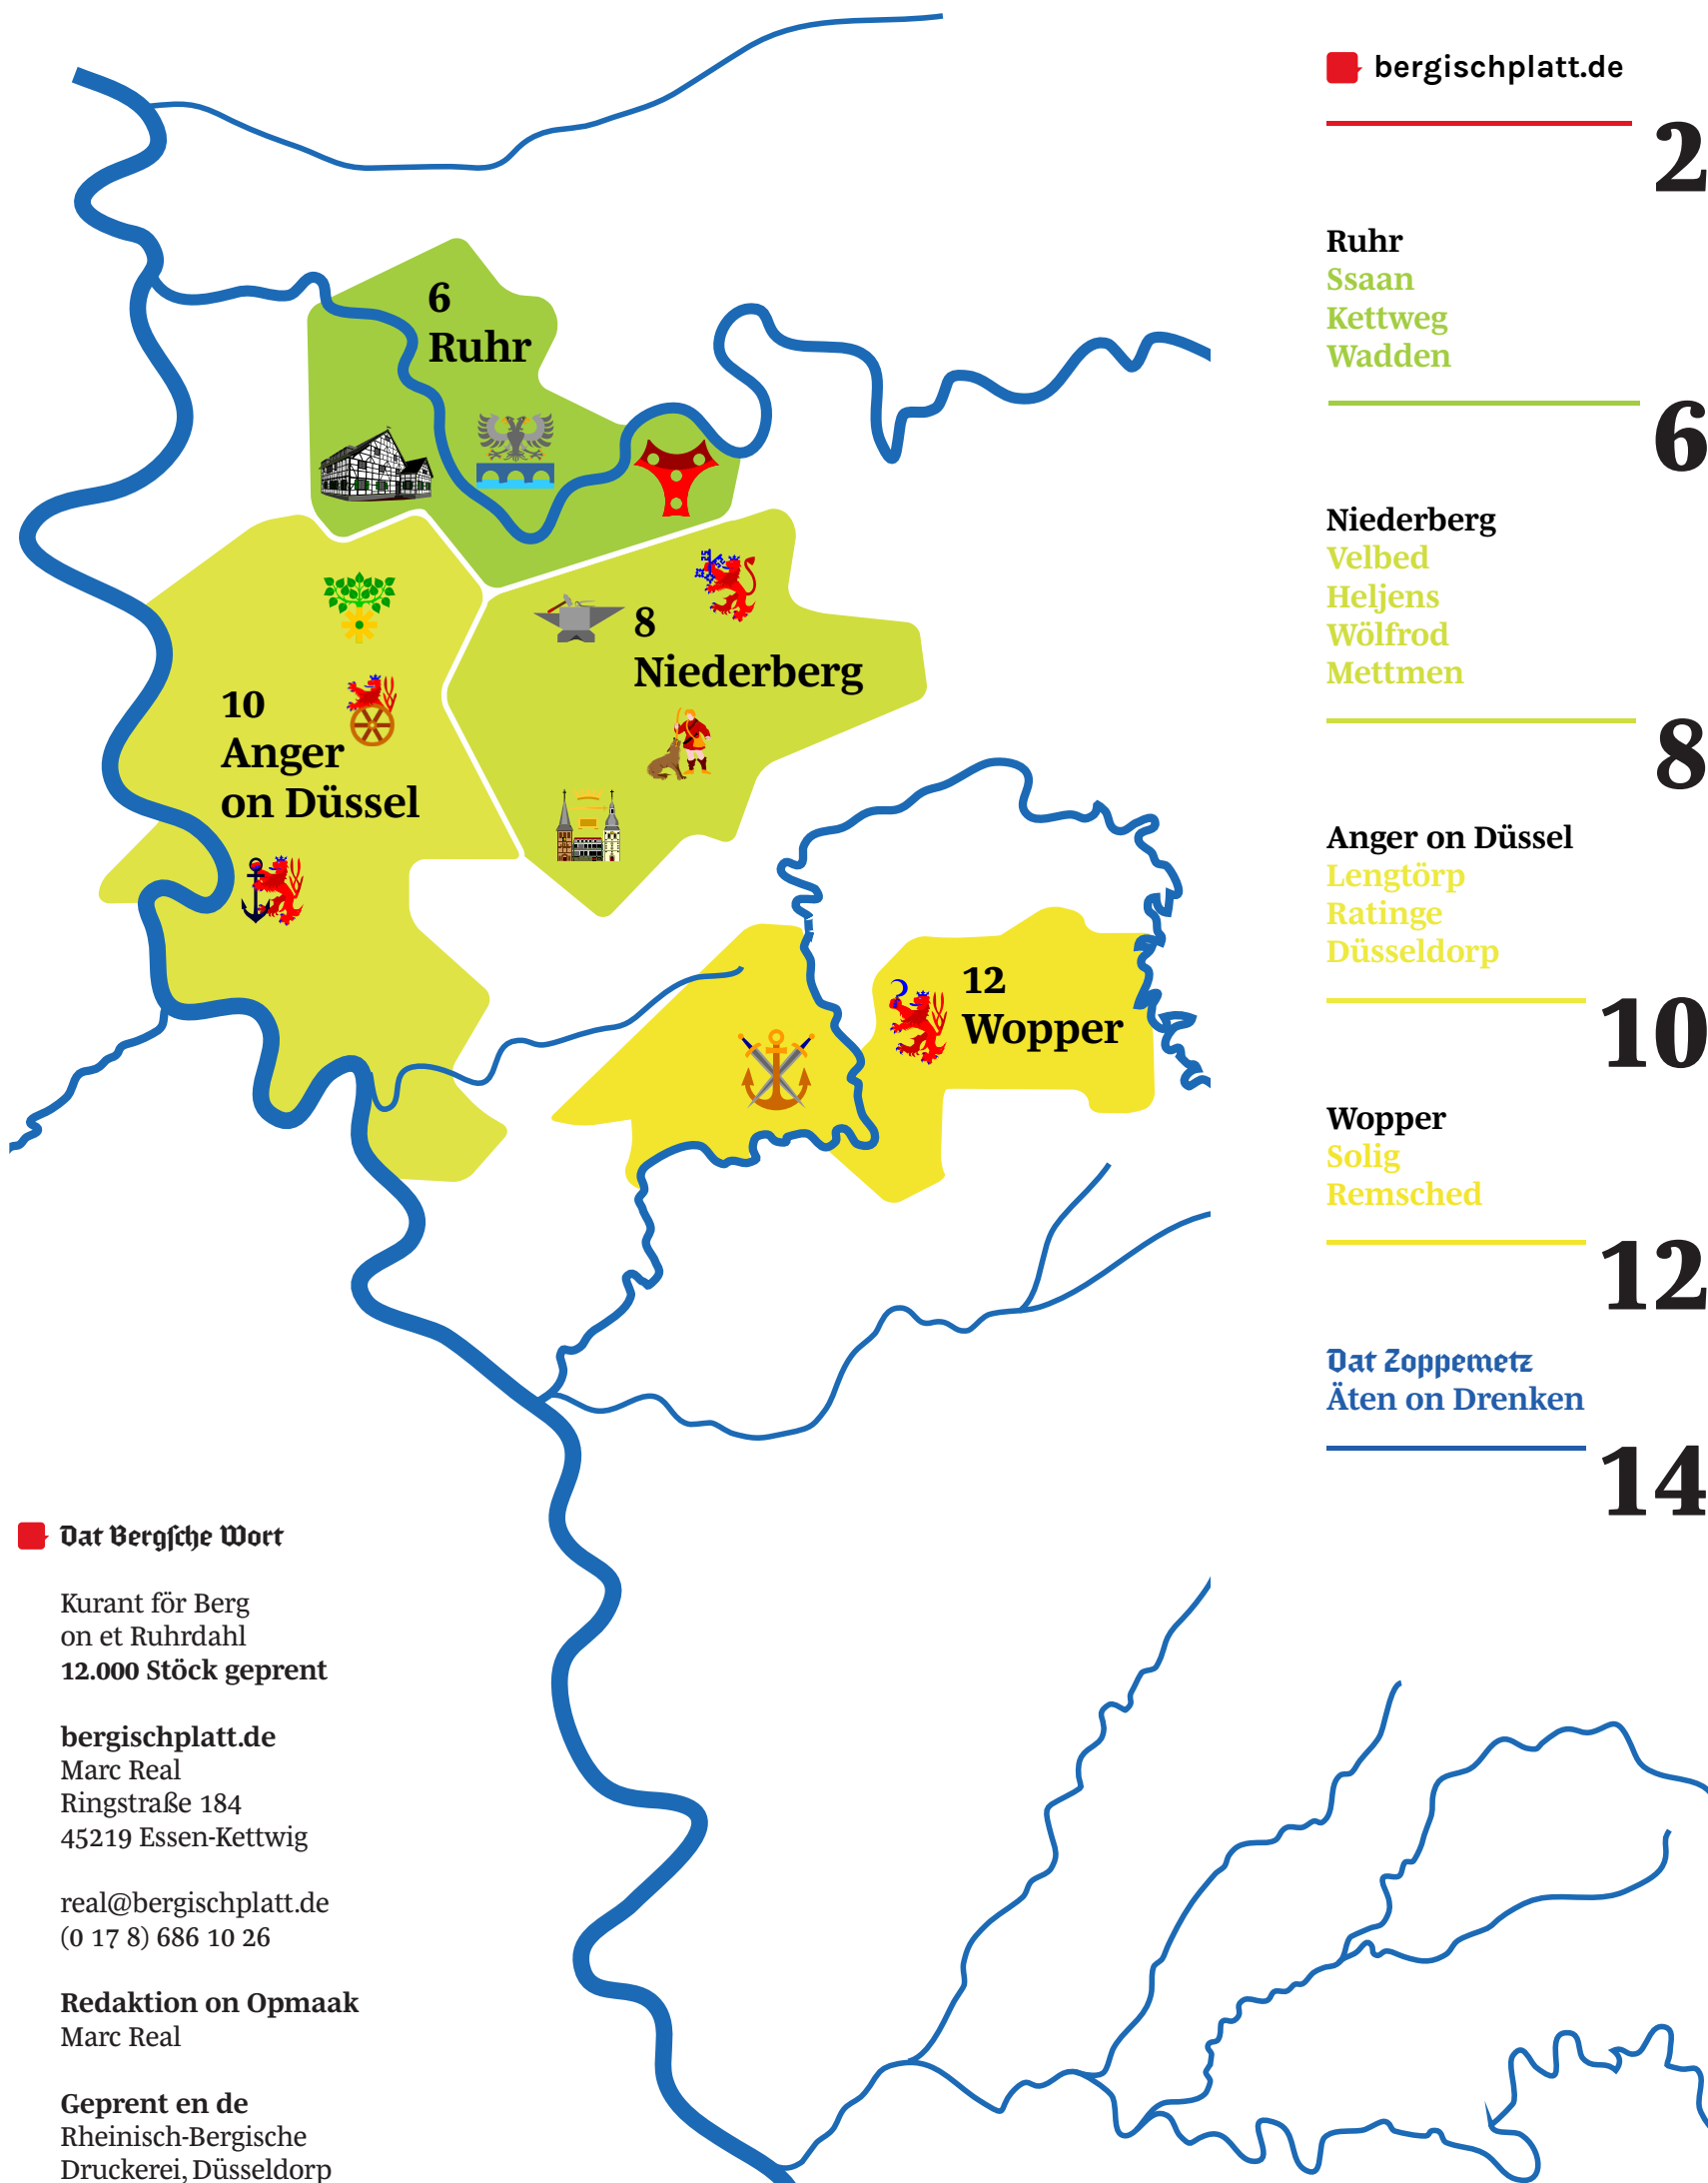 bergischplatt.de
2
Ruhr
Ssaan
Kettweg
Wadden
6
Niederberg
Velbed
Heljens
Wölfrod
Mettmen
8
Anger on Düssel
Lengtörp
Ratinge
Düsseldorp
10
Wopper
Solig
Remsched
12
Dat Zoppemetz
Äten on Drenken
14
6
Ruhr
8
Niederberg
10
Anger
on Düssel
12
Wopper
Dat Bergſche Wort
Kurant för Berg
on et Ruhrdahl
12.000 Stöck geprent
bergischplatt.de
Marc Real
Ringstraße 184
45219 Essen-Kettwig
real@bergischplatt.de
(0 17 8) 686 10 26
Redaktion on Opmaak
Marc Real
Geprent en de
Rheinisch-Bergische
Druckerei, Düsseldorp